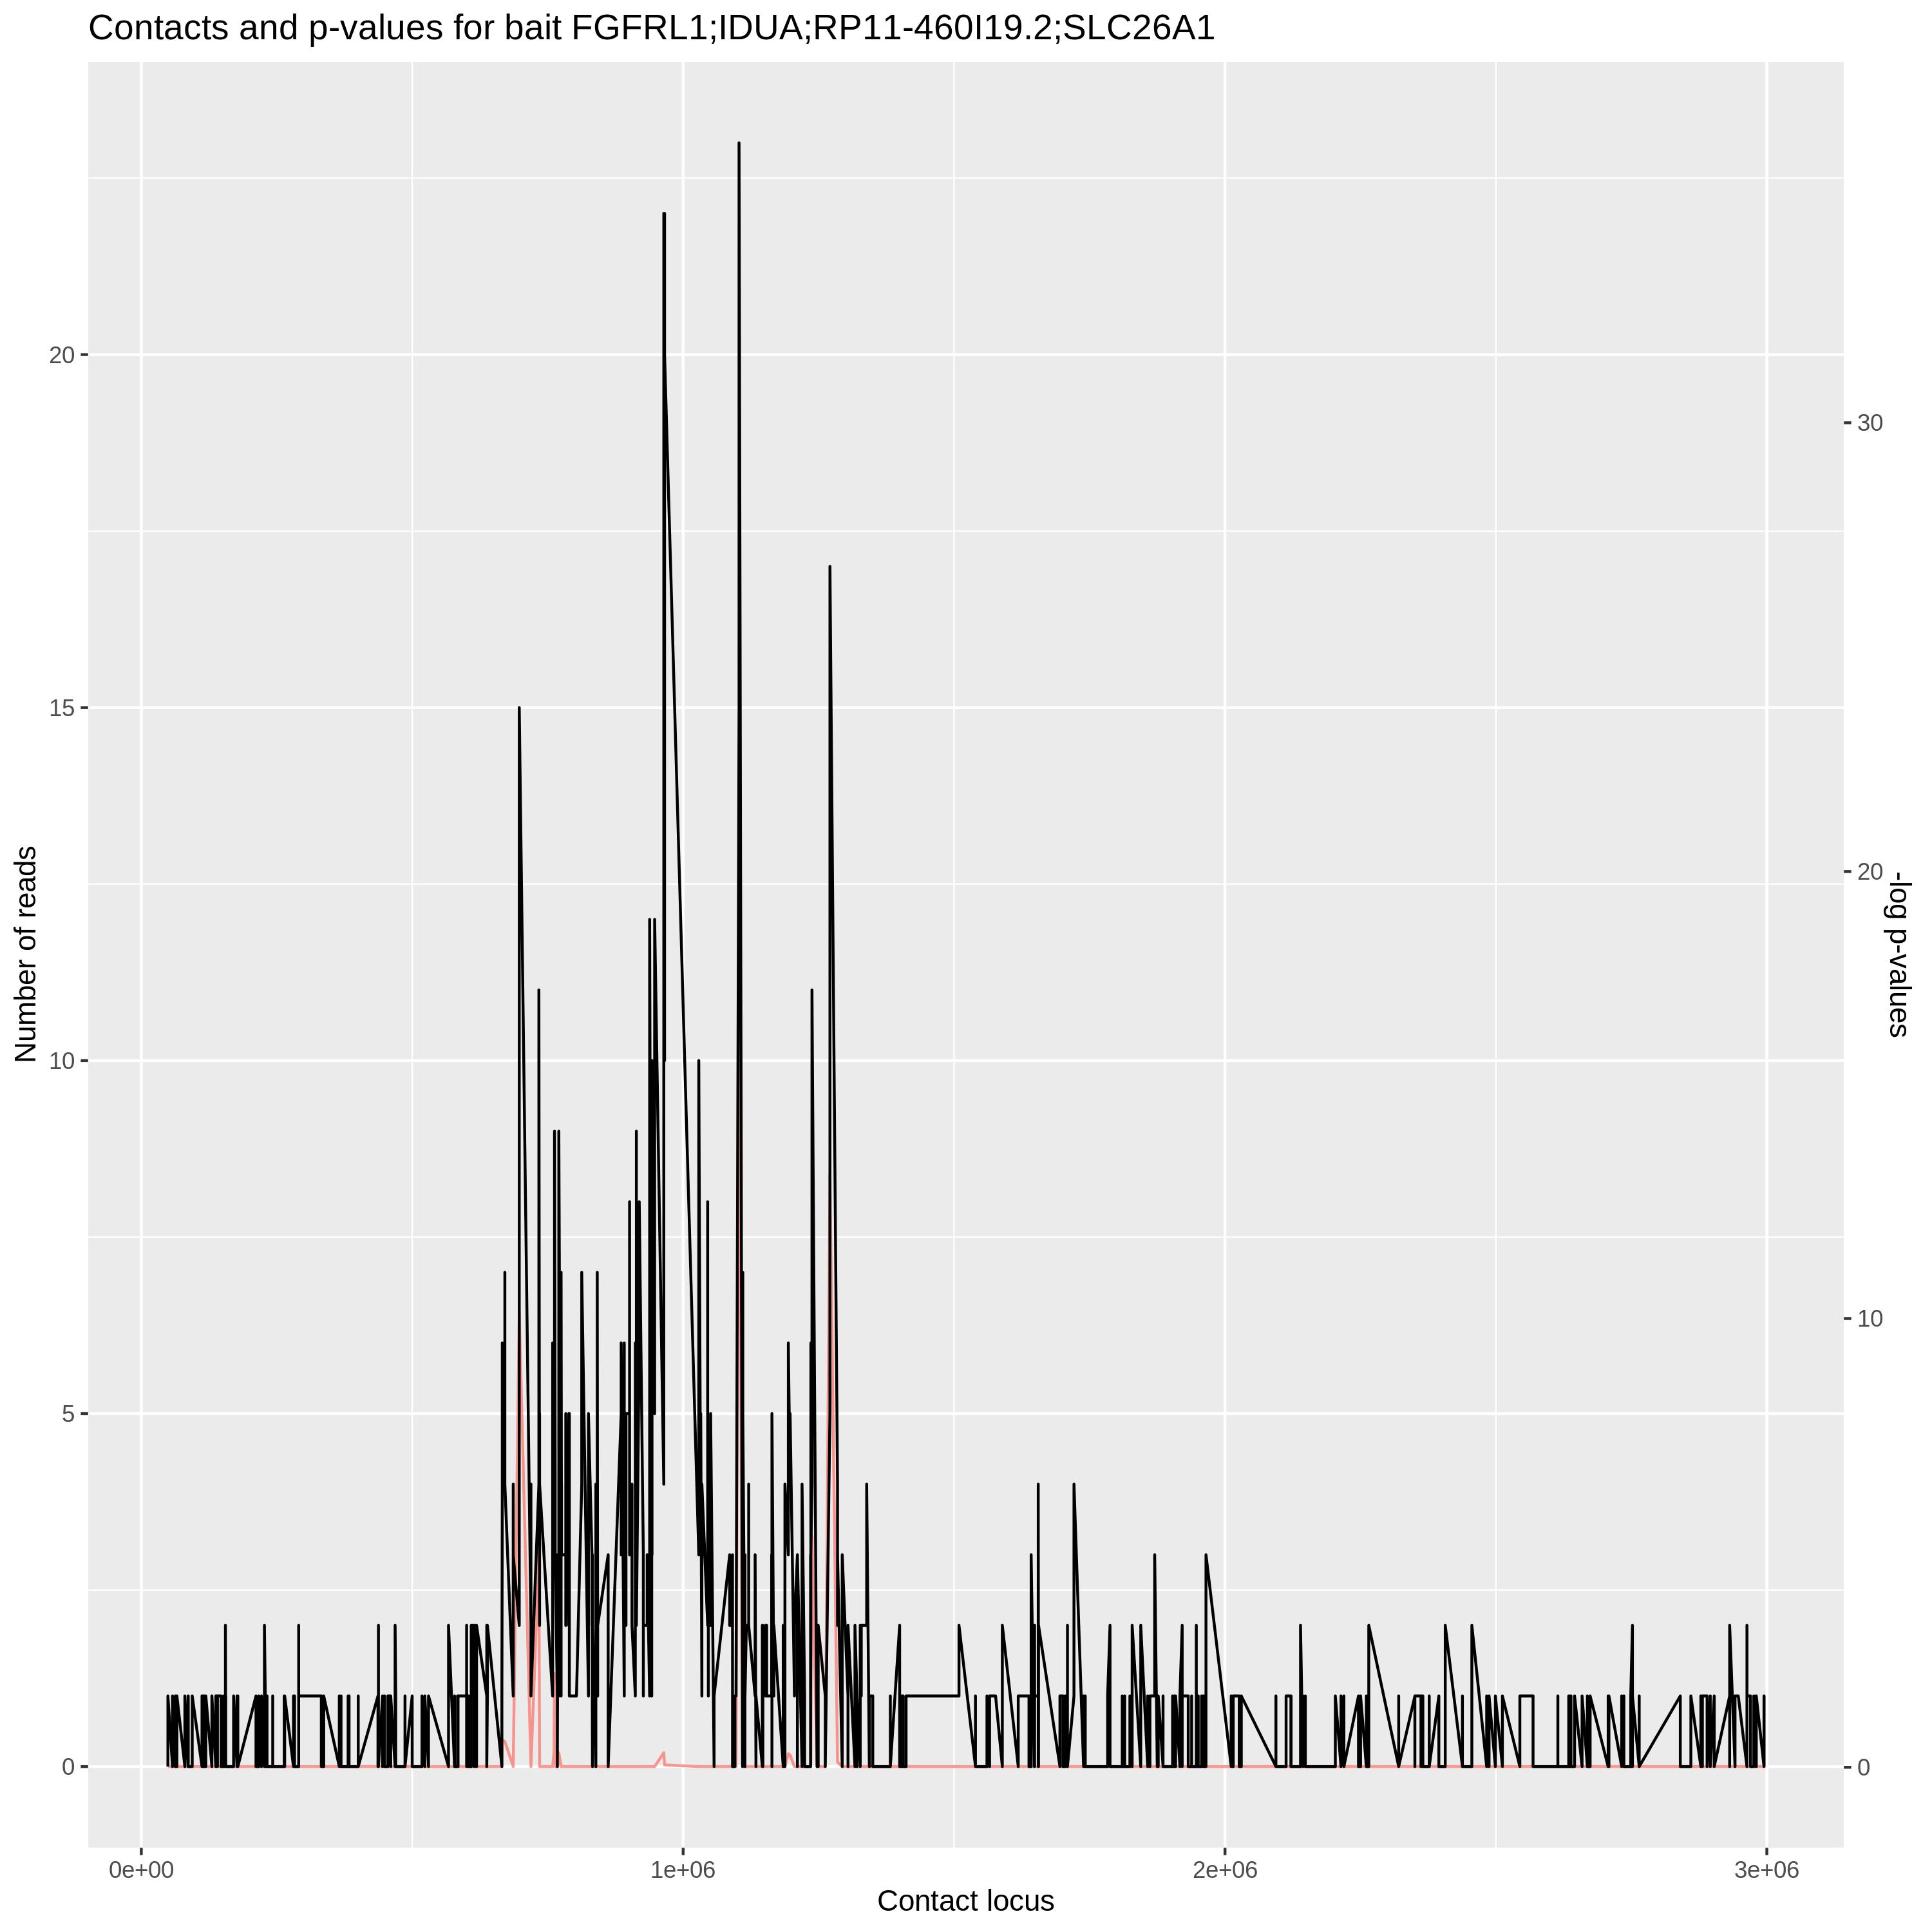 Contacts and p-values for bait FGFRL1;IDUA;RP11-460I19.2;SLC26A1
20
15
10
5
0
Number of reads
30
20
10
0
-log p-values
0e+00 1e+06 2e+06 3e+06
Contact locus